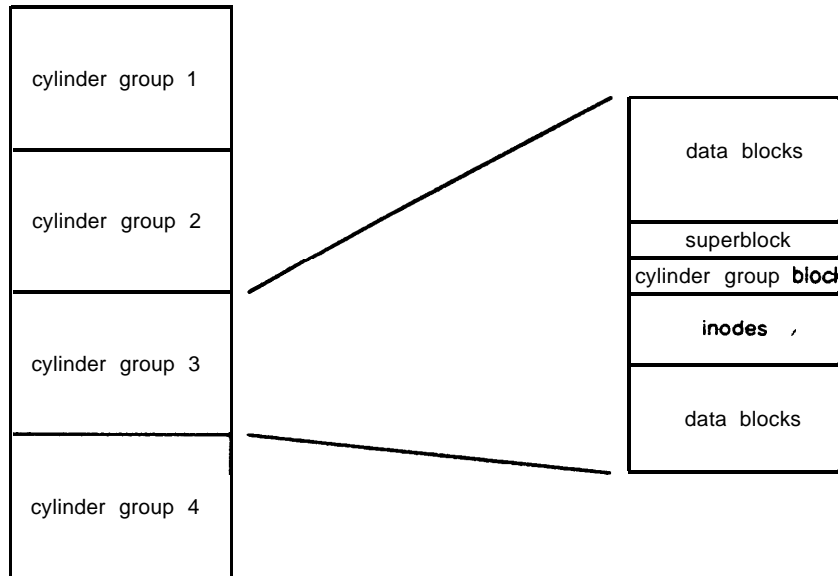 cylinder group 1
cylinder group 2
cylinder group 3
cylinder group 4
data blocks
superblock
cylinder group block
inodes
data blocks